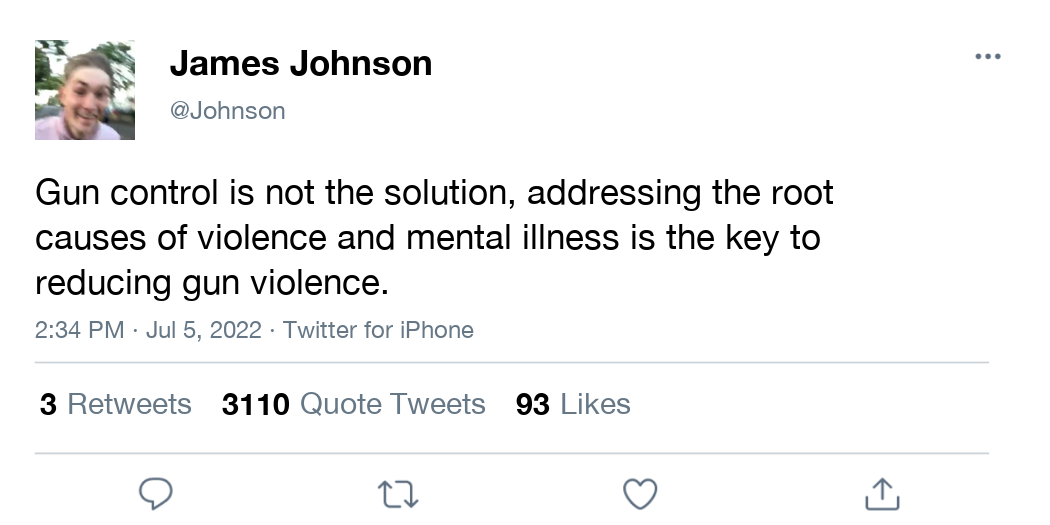 James Johnson
@Johnson
Gun control is not the solution, addressing the root
causes of violence and mental illness is the key to
reducing gun violence.
2:34 PM · Jul 5, 2022 · Twitter for iPhone
3 Retweets 3110 Quote Tweets 93 Likes